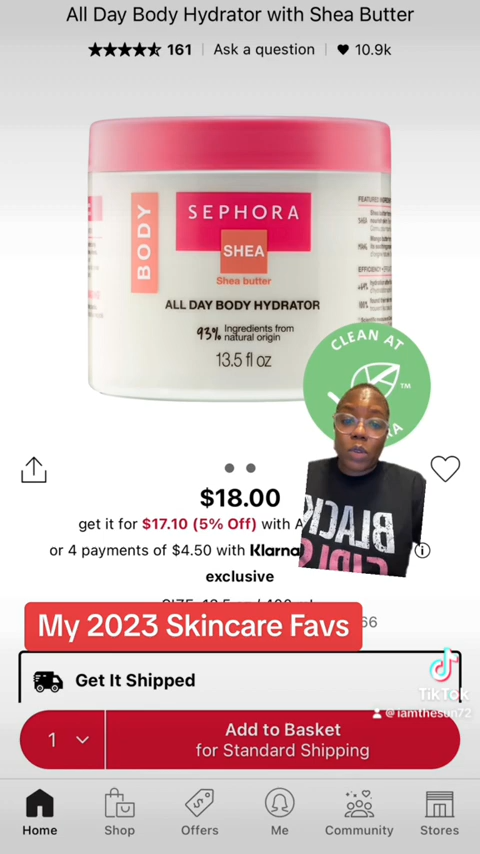 All Day Body Hydrator with Shea Butter
161 | Ask a question | 10.9k
BODY
SEPHORA
SHEA
Shea butter
ALL DAY BODY HYDRATOR
93% Ingredients from
natural origin
13.5 fl oz
CLEAN AT
TM
$18.00
get it for $17.10 (5% Off) with
or 4 payments of $4.50 with Klarna
exclusive
BLACK
GIRLS
My 2023 Skincare Favs
Get It Shipped
TikTok
@iamthesun72
1
Add to Basket
for Standard Shipping
Home
Shop
Offers
Me
Community
Stores